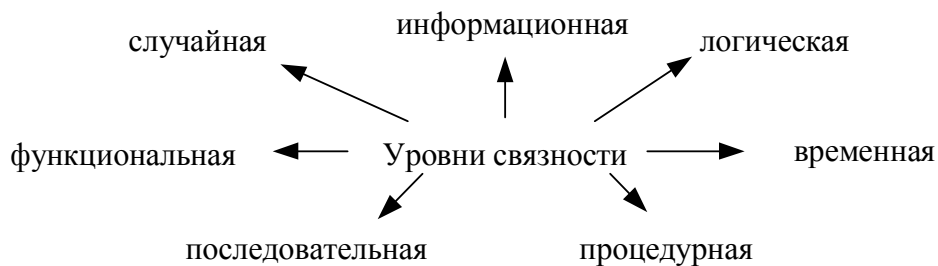 информационная
случайная
логическая
функциональная
Уровни связности
временная
последовательная
процедурная